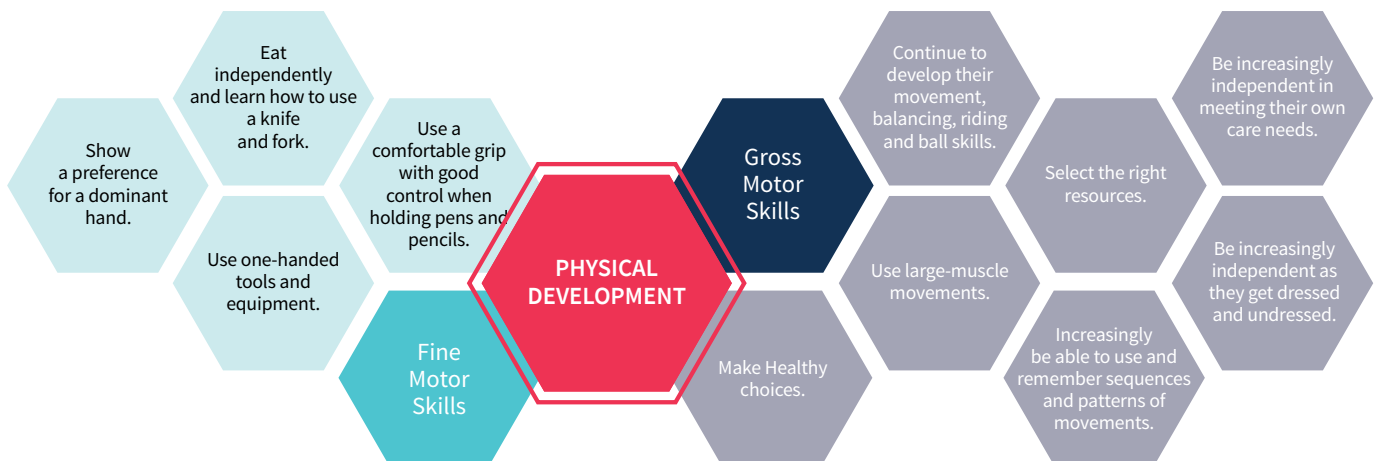 Show
a preference
for a dominant
hand.
Eat
independently
and learn how to use
a knife
and fork.
Use one-handed
tools and
equipment.
Use a
comfortable grip
with good
control when
holding pens and
pencils.
Fine
Motor
Skills
PHYSICAL
DEVELOPMENT
Gross
Motor
Skills
Make Healthy
choices.
Continue to
develop their
movement,
balancing, riding
and ball skills.
Use large-muscle
movements.
Select the right
resources.
Increasingly
be able to use and
remember sequences
and patterns of
movements.
Be increasingly
independent in
meeting their own
care needs.
Be increasingly
independent as
they get dressed
and undressed.